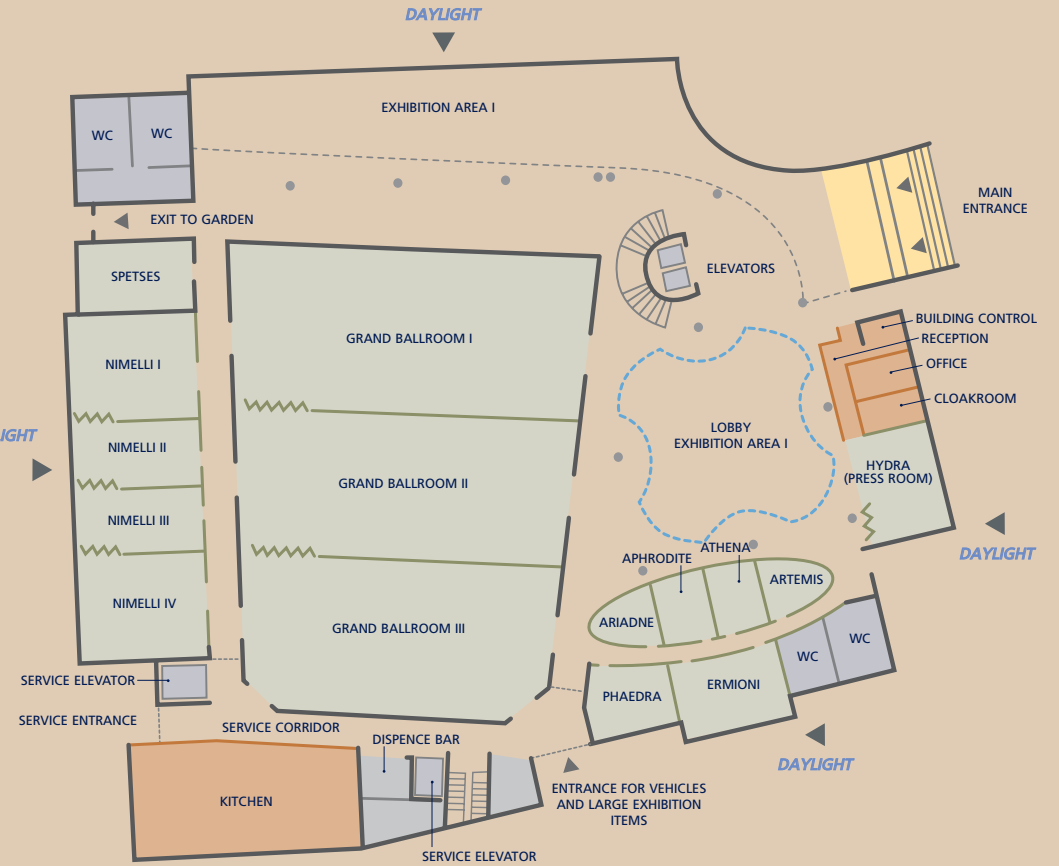 DAYLIGHT
EXHIBITION AREA I
WC
WC
MAIN
ENTRANCE
EXIT TO GARDEN
SPETSES
ELEVATORS
BUILDING CONTROL
RECEPTION
OFFICE
CLOAKROOM
GRAND BALLROOM I
NIMELLI I
LOBBY
EXHIBITION AREA I
IGHT
NIMELLI II
HYDRA
(PRESS ROOM)
GRAND BALLROOM II
NIMELLI III
DAYLIGHT
APHRODITE
ATHENA
ARTEMIS
NIMELLI IV
ARIADNE
GRAND BALLROOM III
WC
WC
SERVICE ELEVATOR
PHAEDRA
ERMIONI
SERVICE ENTRANCE
SERVICE CORRIDOR
DISPENCE BAR
DAYLIGHT
KITCHEN
ENTRANCE FOR VEHICLES
AND LARGE EXHIBITION
ITEMS
SERVICE ELEVATOR